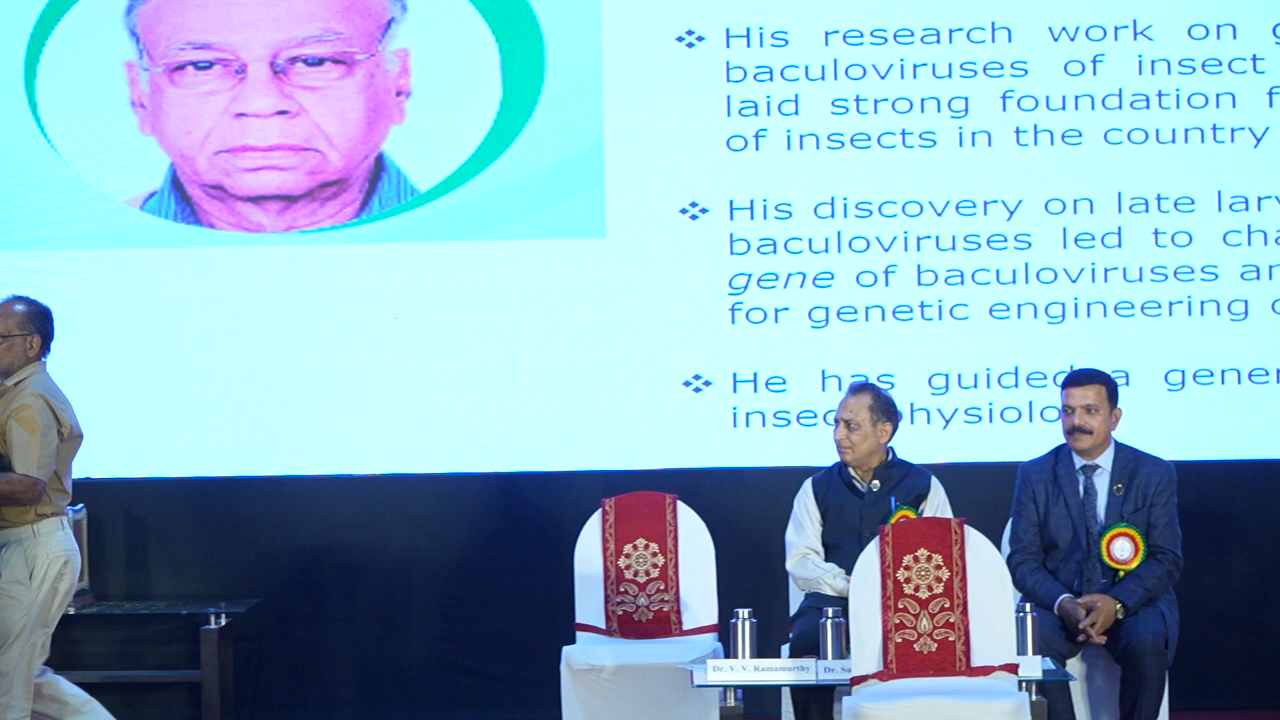 His research work on
baculoviruses of insect
laid strong foundation
of insects in the country
His discovery on late
baculoviruses led to
gene of baculoviruses
for genetic engineering
He has guided a
Dr. V. V. Ramamurthy
Dr.